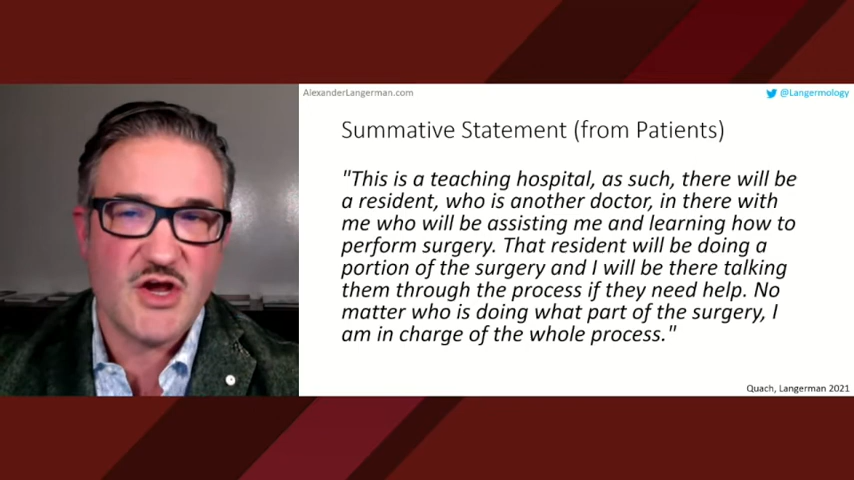 AlexanderLangerman.com
@Langermology
Summative Statement (from Patients)
"This is a teaching hospital, as such, there will be
a resident, who is another doctor, in there with
me who will be assisting me and learning how to
perform surgery. That resident will be doing a
portion of the surgery and I will be there talking
them through the process if they need help. No
matter who is doing what part of the surgery, I
am in charge of the whole process."
Quach, Langerman 2021